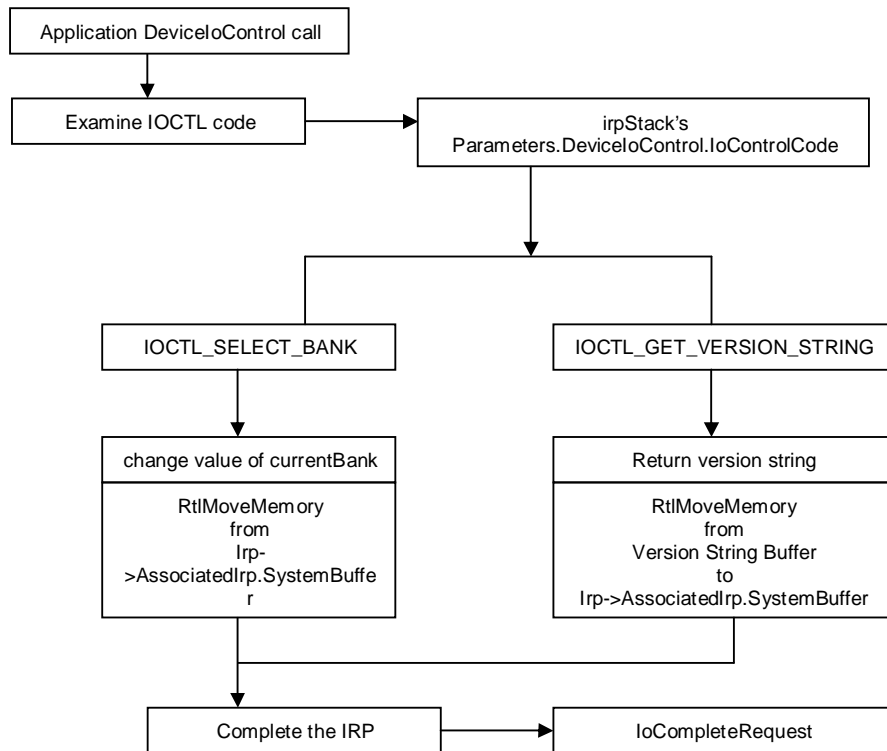 Application DeviceIoControl call
Examine IOCTL code
irpStack's
Parameters.DeviceIoControl.IoControlCode
IOCTL_SELECT_BANK
IOCTL_GET_VERSION_STRING
change value of currentBank
RtlMoveMemory
from
Irp-
>AssociatedIrp.SystemBuffe
r
Return version string
RtlMoveMemory
from
Version String Buffer
to
Irp->AssociatedIrp.SystemBuffer
Complete the IRP
IoCompleteRequest